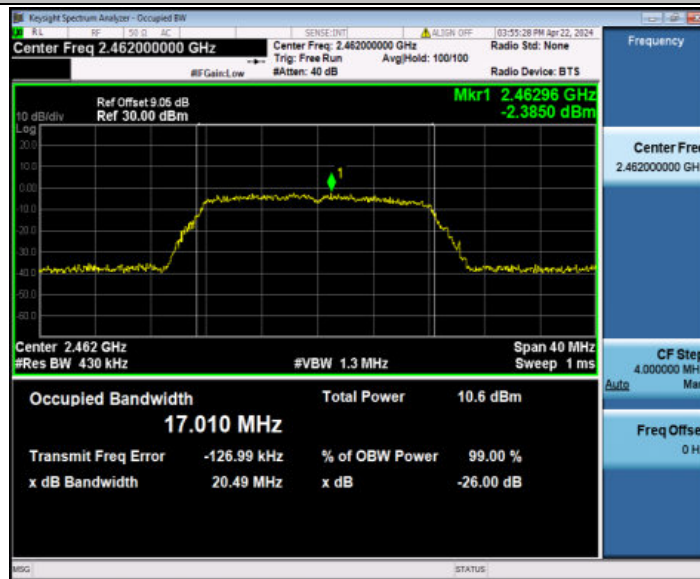 Keysight Spectrum Analyzer - Occupied BW
RL RF 50 Ω AC SENSE:INT ALIGN OFF 03:55:28 PM Apr 22, 2024
Center Freq 2.462000000 GHz Center Freq: 2.462000000 GHz Radio Std: None
Trig: Free Run Avg|Hold: 100/100
#IFGain:Low #Atten: 40 dB Radio Device: BTS
Frequency
Ref Offset 9.05 dB Mkr1 2.46296 GHz
10 dB/div Ref 30.00 dBm -2.3850 dBm
Log
20.0
10.0
0.00
-10.0
-20.0
-30.0
-40.0
-50.0
-60.0
1
Center 2.462 GHz Span 40 MHz
#Res BW 430 kHz #VBW 1.3 MHz Sweep 1 ms
Occupied Bandwidth Total Power 10.6 dBm
17.010 MHz
Transmit Freq Error -126.99 kHz % of OBW Power 99.00 %
x dB Bandwidth 20.49 MHz x dB -26.00 dB
Center Fre
2.462000000 GH
CF Step
4.000000 MH
Auto Ma
Freq Offse
0 H
MSG STATUS